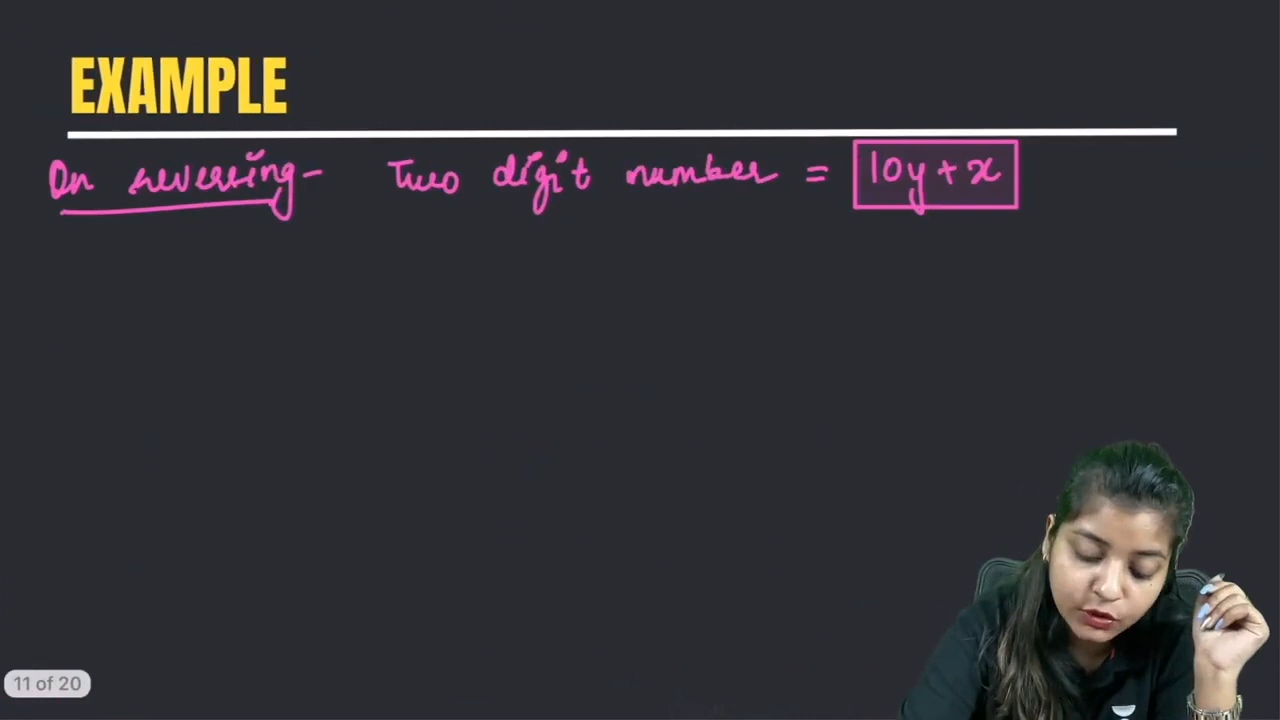 EXAMPLE
On reversing- Two digit number = 10y + x
11 of 20